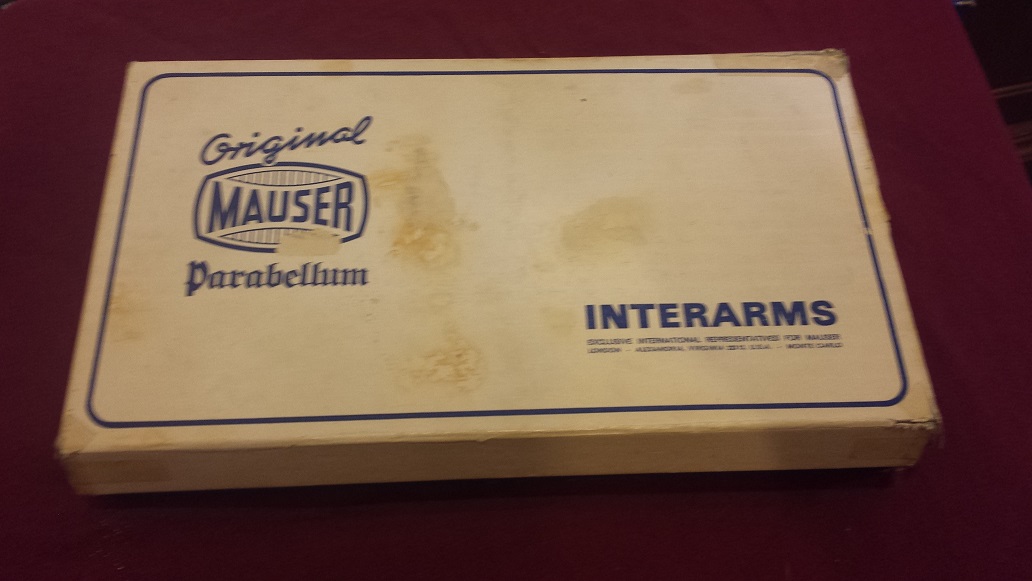 Original
MAUSER
Parabellum
INTERARMS
EXCLUSIVE INTERNATIONAL REPRESENTATIVES FOR MAUSER
LONDON - ALEXANDRIA, VIRGINIA U.S.A. - MONTE CARLO